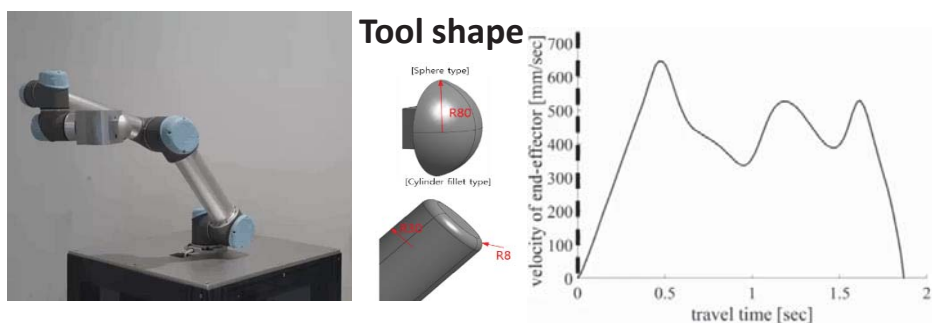 Tool shape
[Sphere type]
R80
[Cylinder fillet type]
R8
velocity of end-effector [mm/sec]
700
600
500
400
300
200
100
0
0
0.5
1
1.5
2
travel time [sec]